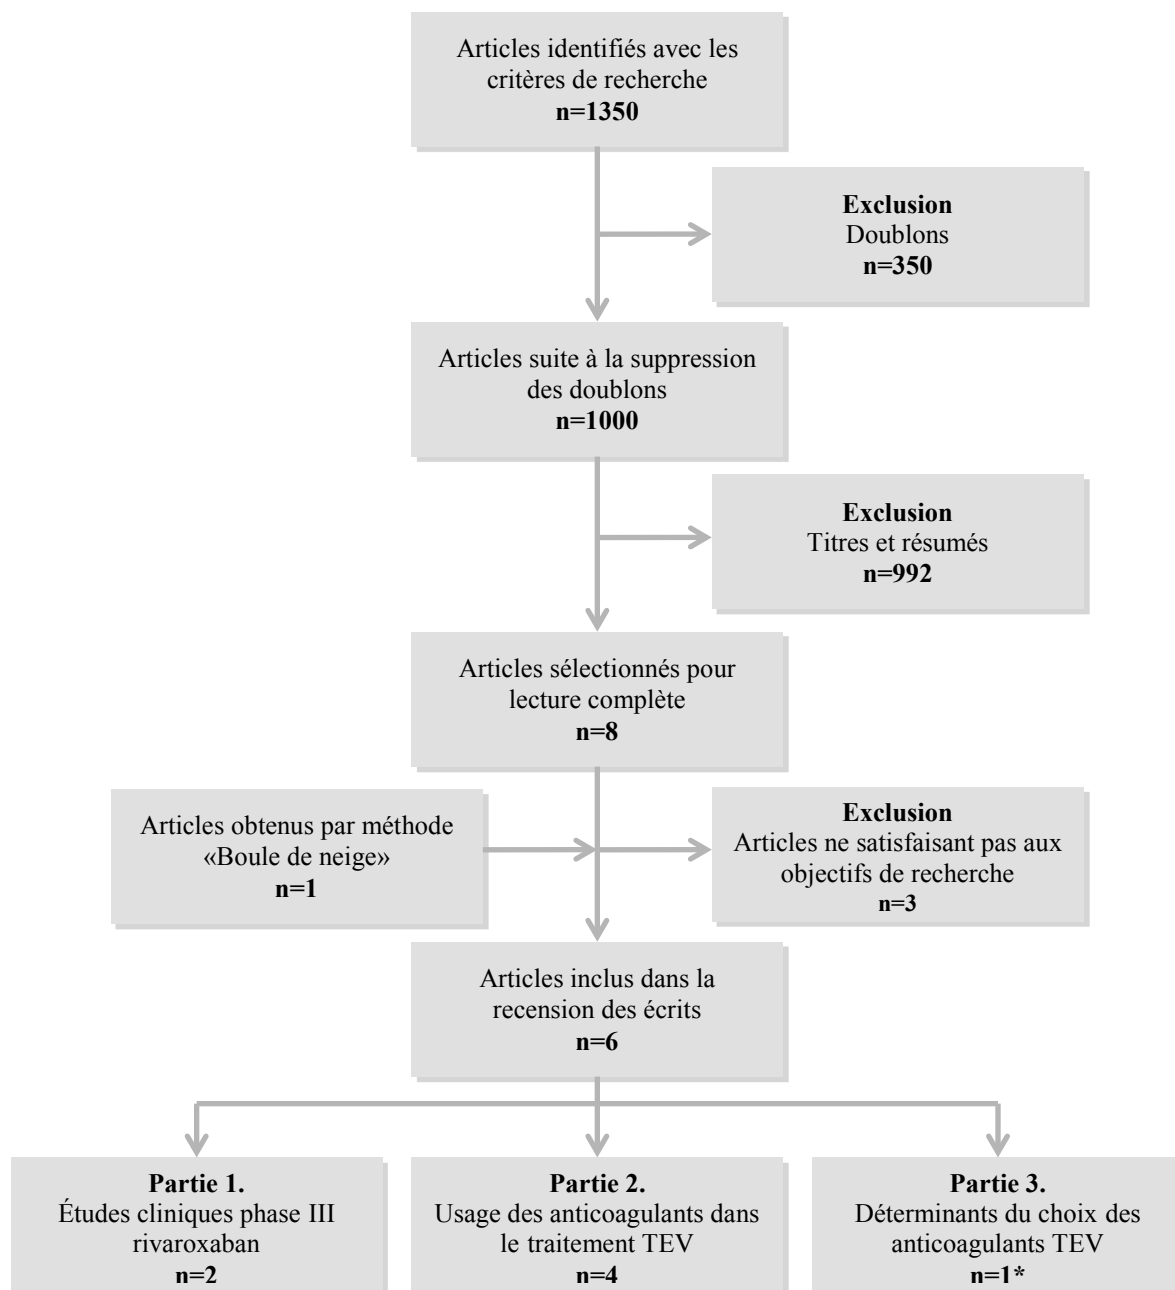 Articles identifiés avec les
critères de recherche
n=1350
Exclusion
Doublons
n=350
Articles suite à la suppression
des doublons
n=1000
Exclusion
Titres et résumés
n=992
Articles sélectionnés pour
lecture complète
n=8
Articles obtenus par méthode
«Boule de neige»
n=1
Exclusion
Articles ne satisfaisant pas aux
objectifs de recherche
n=3
Articles inclus dans la
recension des écrits
n=6
Partie 1.
Études cliniques phase III
rivaroxaban
n=2
Partie 2.
Usage des anticoagulants dans
le traitement TEV
n=4
Partie 3.
Déterminants du choix des
anticoagulants TEV
n=1*